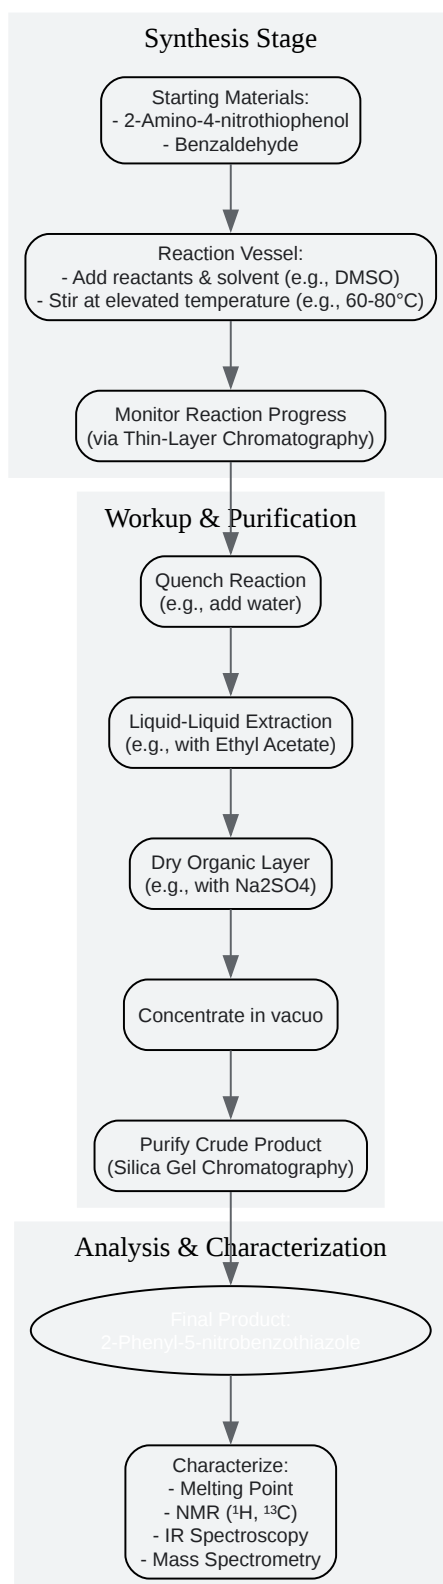 Synthesis Stage
Starting Materials:
- 2-Amino-4-nitrothiophenol
- Benzaldehyde
Reaction Vessel:
- Add reactants & solvent (e.g., DMSO)
- Stir at elevated temperature (e.g., 60-80°C)
Monitor Reaction Progress
(via Thin-Layer Chromatography)
Workup & Purification
Quench Reaction
(e.g., add water)
Liquid-Liquid Extraction
(e.g., with Ethyl Acetate)
Dry Organic Layer
(e.g., with Na2SO4)
Concentrate in vacuo
Purify Crude Product
(Silica Gel Chromatography)
Analysis & Characterization
Final Product:
2-Phenyl-5-nitrobenzothiazole
Characterize:
- Melting Point
- NMR (¹H, ¹³C)
- IR Spectroscopy
- Mass Spectrometry